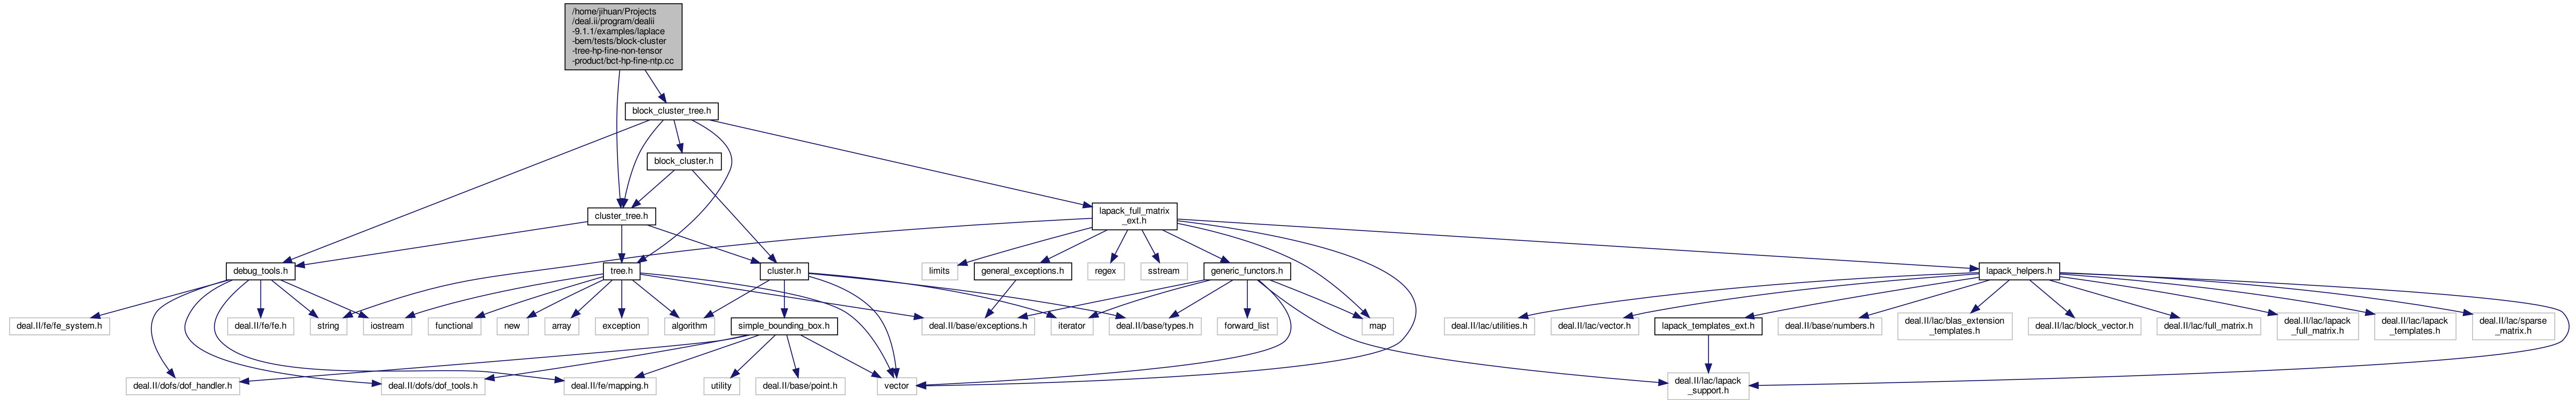 /home/jihuan/Projects
/deal.ii/program/dealii
-9.1.1/examples/laplace
-bem/tests/block-cluster
-tree-hp-fine-non-tensor
-product/bct-hp-fine-ntp.cc
block_cluster_tree.h
block_cluster.h
cluster_tree.h
lapack_full_matrix
_ext.h
debug_tools.h
tree.h
cluster.h
limits
general_exceptions.h
regex
sstream
generic_functors.h
lapack_helpers.h
deal.II/fe/fe_system.h
deal.II/fe/fe.h
string
iostream
functional
new
array
exception
algorithm
simple_bounding_box.h
deal.II/base/exceptions.h
iterator
deal.II/base/types.h
forward_list
map
deal.II/lac/utilities.h
deal.II/lac/vector.h
lapack_templates_ext.h
deal.II/base/numbers.h
deal.II/lac/blas_extension
_templates.h
deal.II/lac/block_vector.h
deal.II/lac/full_matrix.h
deal.II/lac/lapack
_full_matrix.h
deal.II/lac/lapack
_templates.h
deal.II/lac/sparse
_matrix.h
deal.II/dofs/dof_handler.h
deal.II/dofs/dof_tools.h
deal.II/fe/mapping.h
utility
deal.II/base/point.h
vector
deal.II/lac/lapack
_support.h